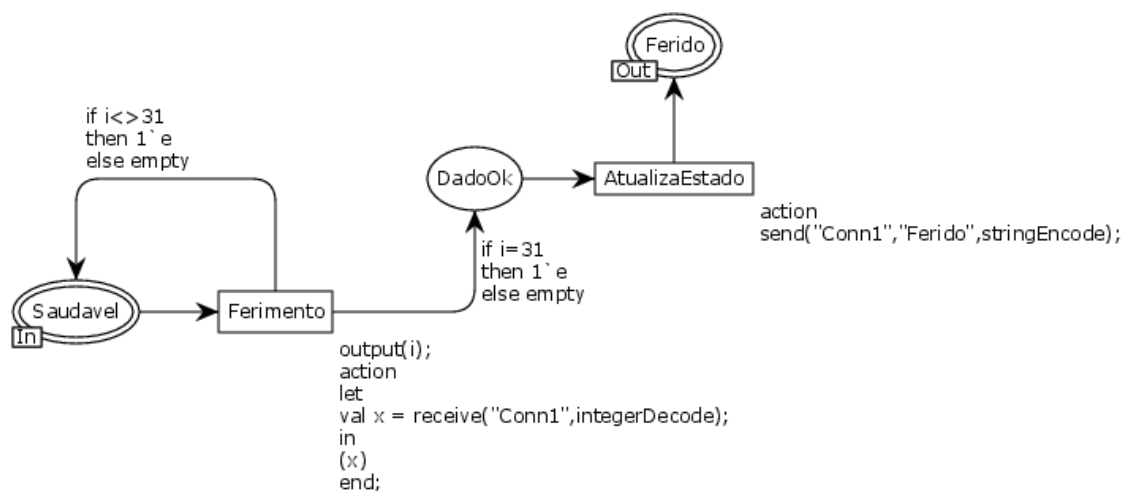 Ferido
Out
if i<>31
then 1`e
else empty
DadoOk
AtualizaEstado
action
send("Conn1","Ferido",stringEncode);
if i=31
then 1`e
else empty
Saudavel
In
Ferimento
output(i);
action
let
val x = receive("Conn1",integerDecode);
in
(x)
end;